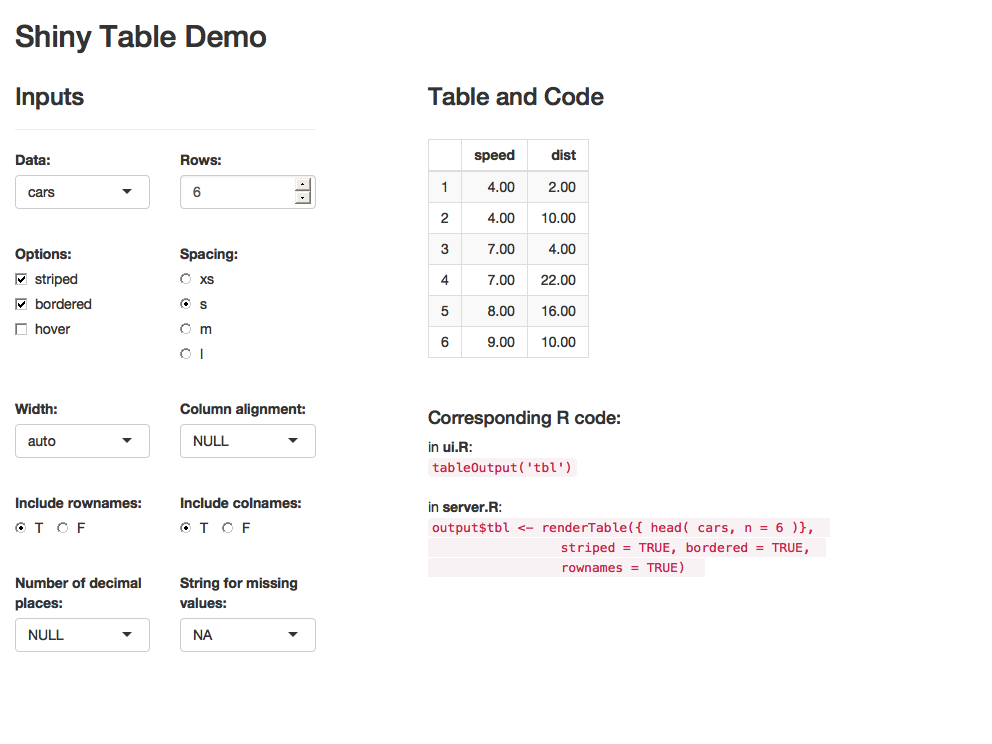 Shiny Table Demo
Inputs
Data: Rows:
cars 6
Options: Spacing:
striped xs
bordered s
hover m
l
Width: Column alignment:
auto NULL
Include rownames: Include colnames:
T F T F
Number of decimal places: String for missing values:
NULL NA
Table and Code
speed dist
1 4.00 2.00
2 4.00 10.00
3 7.00 4.00
4 7.00 22.00
5 8.00 16.00
6 9.00 10.00
Corresponding R code:
in ui.R:
tableOutput('tbl')
in server.R:
output$tbl <- renderTable({ head( cars, n = 6 )},
striped = TRUE, bordered = TRUE,
rownames = TRUE)